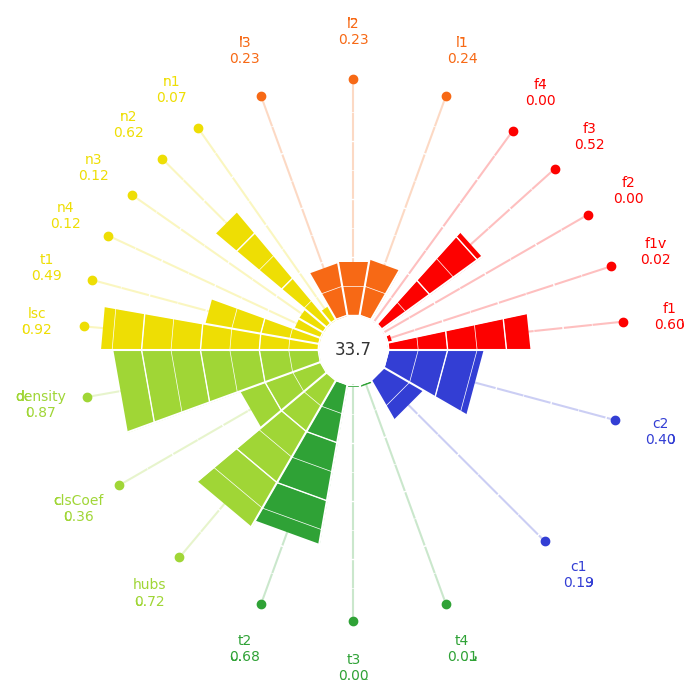 l2
0.23
l3
0.23
l1
0.24
n1
0.07
f4
0.00
n2
0.62
f3
0.52
n3
0.12
f2
0.00
n4
0.12
f1v
0.02
t1
0.49
f1
0.60
lsc
0.92
33.7
density
0.87
c2
0.40
clsCoef
0.36
c1
0.19
hubs
0.72
t2
0.68
t3
0.00
t4
0.01